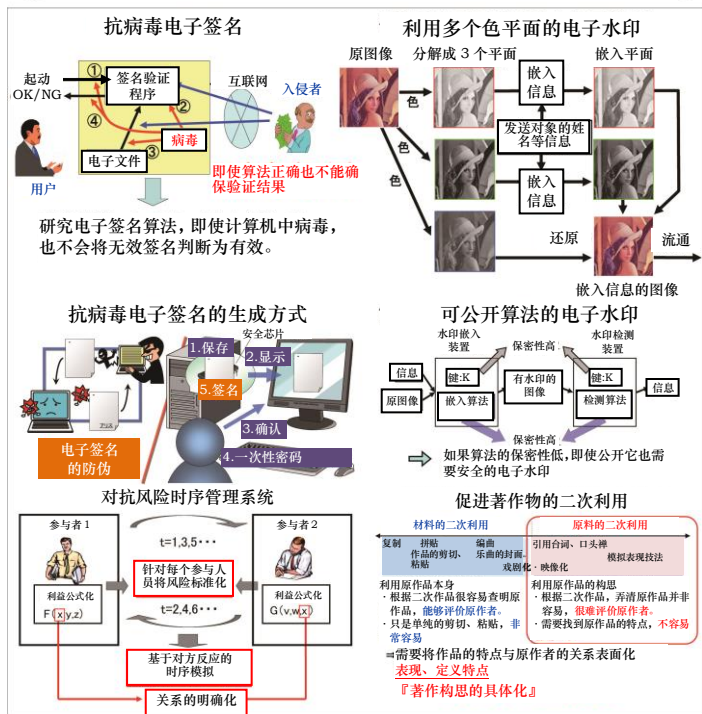 抗病毒电子签名
起动
OK/NG
①
签名验证
程序
②
④
病毒
③
电子文件
用户
互联网
入侵者
即使算法正确也不能确
保验证结果
研究电子签名算法，即使计算机中病毒，
也不会将无效签名判断为有效。
利用多个色平面的电子水印
原图像
分解成3个平面
嵌入平面
色
色
色
嵌入
信息
发送对象的姓
名等信息
嵌入
信息
还原
流通
嵌入信息的图像
抗病毒电子签名的生成方式
安全芯片
1.保存
2.显示
5.签名
3.确认
4.一次性密码
电子签名
的防伪
可公开算法的电子水印
水印嵌入
装置
保密性高
水印检测
装置
信息
原图像
键:K
嵌入算法
有水印的
图像
键:K
检测算法
信息
保密性高
如果算法的保密性低,即使公开它也需
要安全的电子水印
对抗风险时序管理系统
参与者1
参与者2
t=1,3,5···
针对每个参与人
员将风险标准化
利益公式化
F(x,y,z)
利益公式化
G(v,w,x)
t=2,4,6···
基于对方反应的
时序模拟
关系的明确化
促进著作物的二次利用
材料的二次利用
原料的二次利用
复制
拼贴
作品的剪切、
粘贴
编曲
乐曲的封面。
戏剧化·映像化
引用台词、口头禅
模拟表现技法
利用原作品本身
·根据二次作品很容易查明原
作品，能够评价原作者。
·只是单纯的剪切、粘贴，非
常容易
利用原作品的构思
·根据二次作品，弄清原作品并非
容易，很难评价原作者。
·需要找到原作品的特点，不容易
需要将作品的特点与原作者的关系表面化
表现、定义特点
『著作构思的具体化』